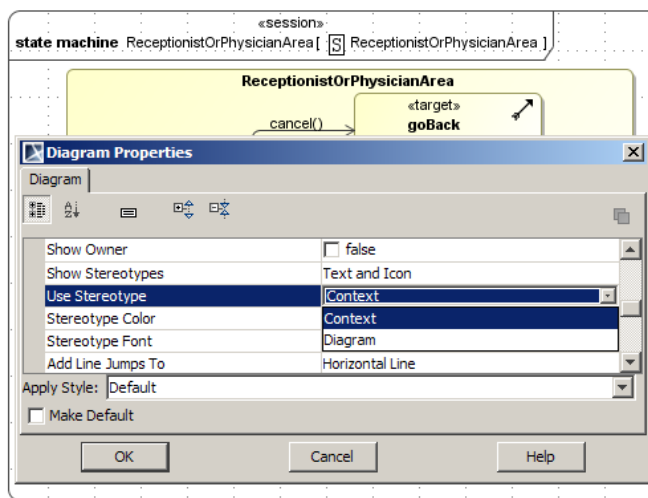 «session»
state machine ReceptionistOrPhysicianArea [ S ReceptionistOrPhysicianArea ]
ReceptionistOrPhysicianArea
«target»
cancel() goBack
Diagram Properties
Diagram
Show Owner false
Show Stereotypes Text and Icon
Use Stereotype Context
Stereotype Color Context
Stereotype Font Diagram
Add Line Jumps To Horizontal Line
Apply Style: Default
Make Default
OK Cancel Help